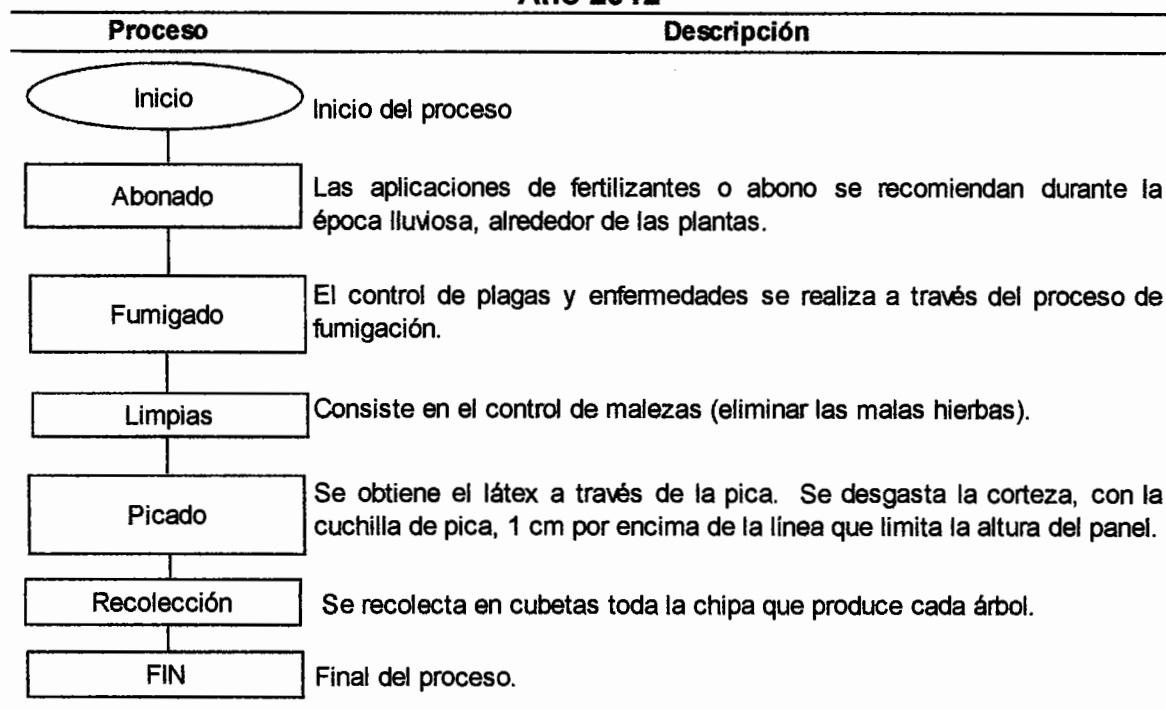 Año 2012
Proceso Descripción
Inicio Inicio del proceso
Abonado Las aplicaciones de fertilizantes o abono se recomiendan durante la
época lluviosa, alrededor de las plantas.
Fumigado El control de plagas y enfermedades se realiza a través del proceso de
fumigación.
Limpias Consiste en el control de malezas (eliminar las malas hierbas).
Picado Se obtiene el látex a través de la pica. Se desgasta la corteza, con la
cuchilla de pica, 1 cm por encima de la línea que limita la altura del panel.
Recolección Se recolecta en cubetas toda la chipa que produce cada árbol.
FIN Final del proceso.